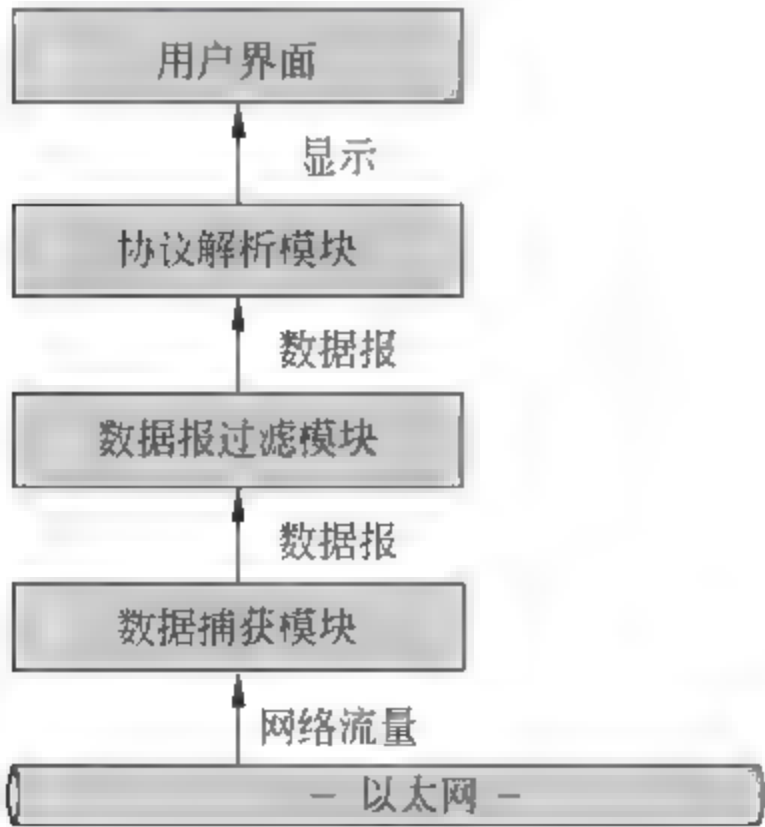 用户界面
显示
协议解析模块
数据报
数据报过滤模块
数据报
数据捕获模块
网络流量
- 以太网 -